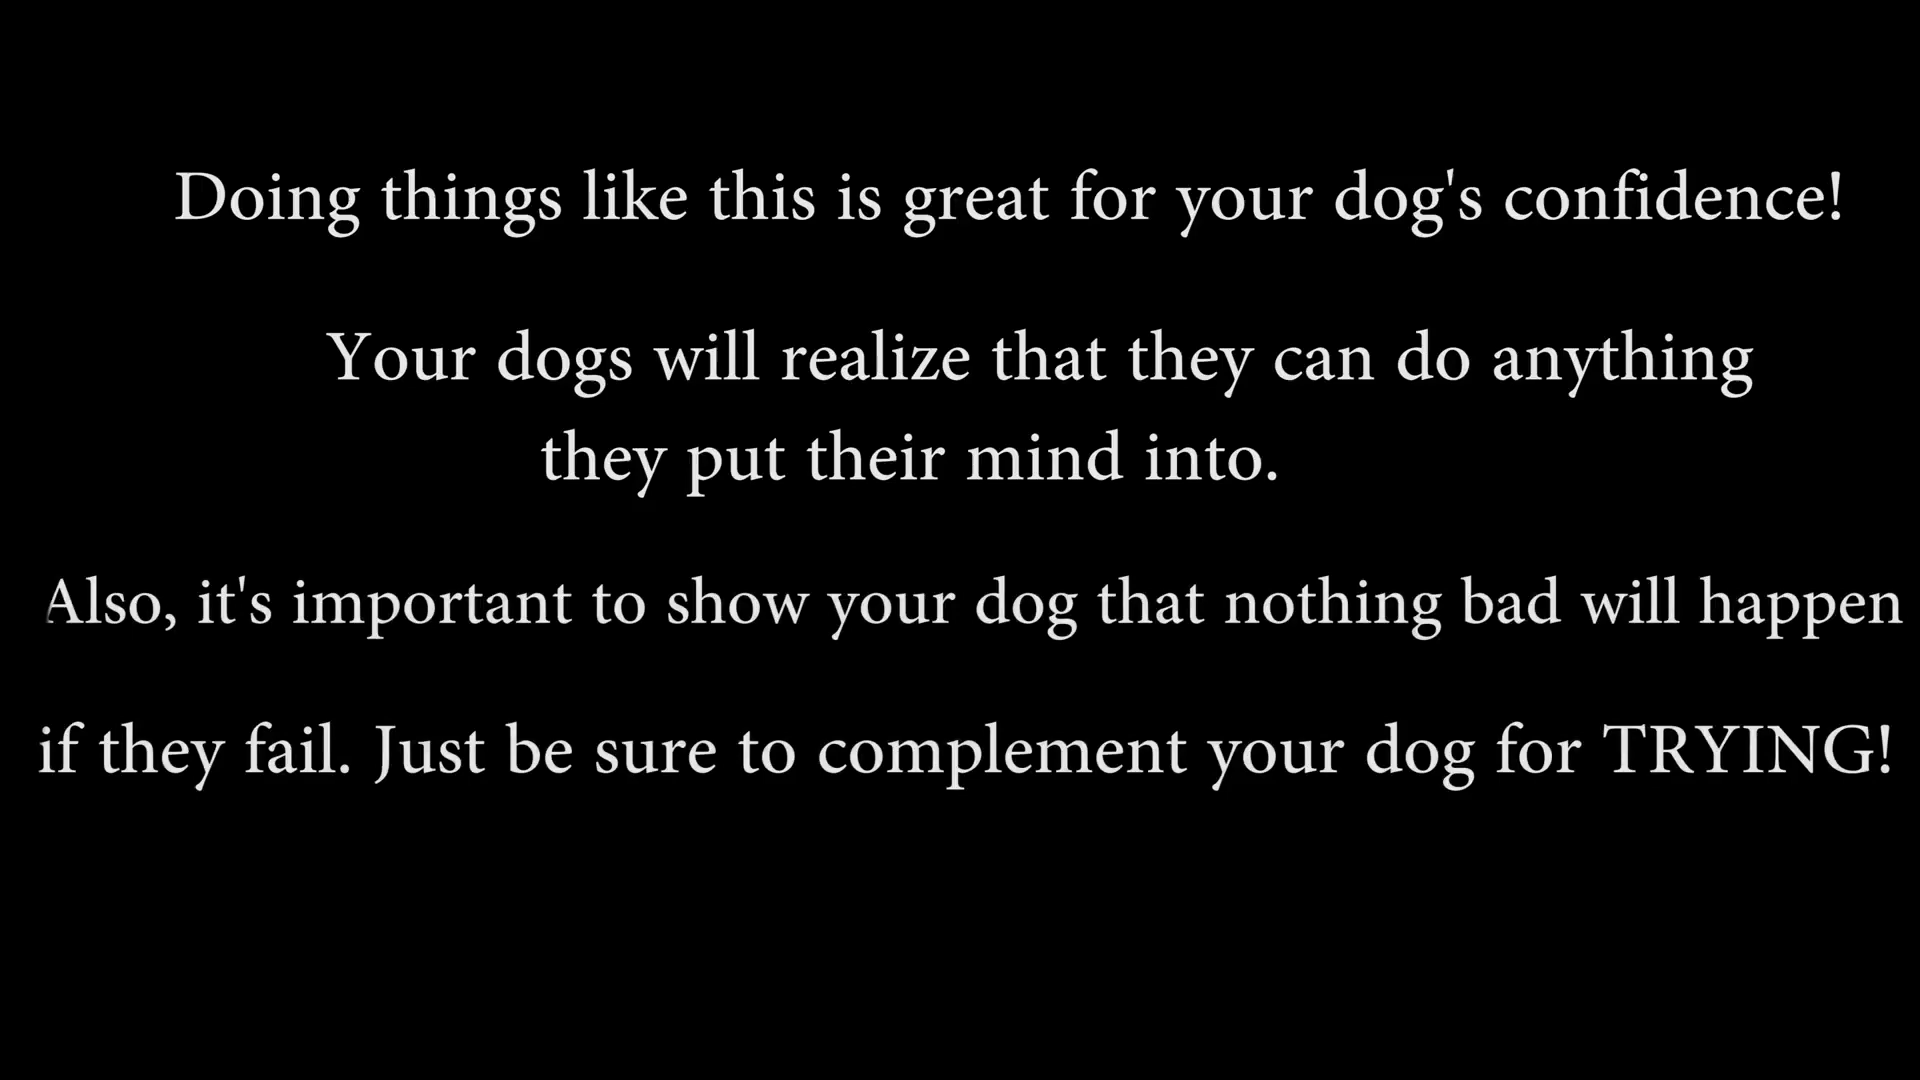 Doing things like this is great for your dog's confidence!
Your dogs will realize that they can do anything
they put their mind into.
Also, it's important to show your dog that nothing bad will happen
if they fail. Just be sure to complement your dog for TRYING!